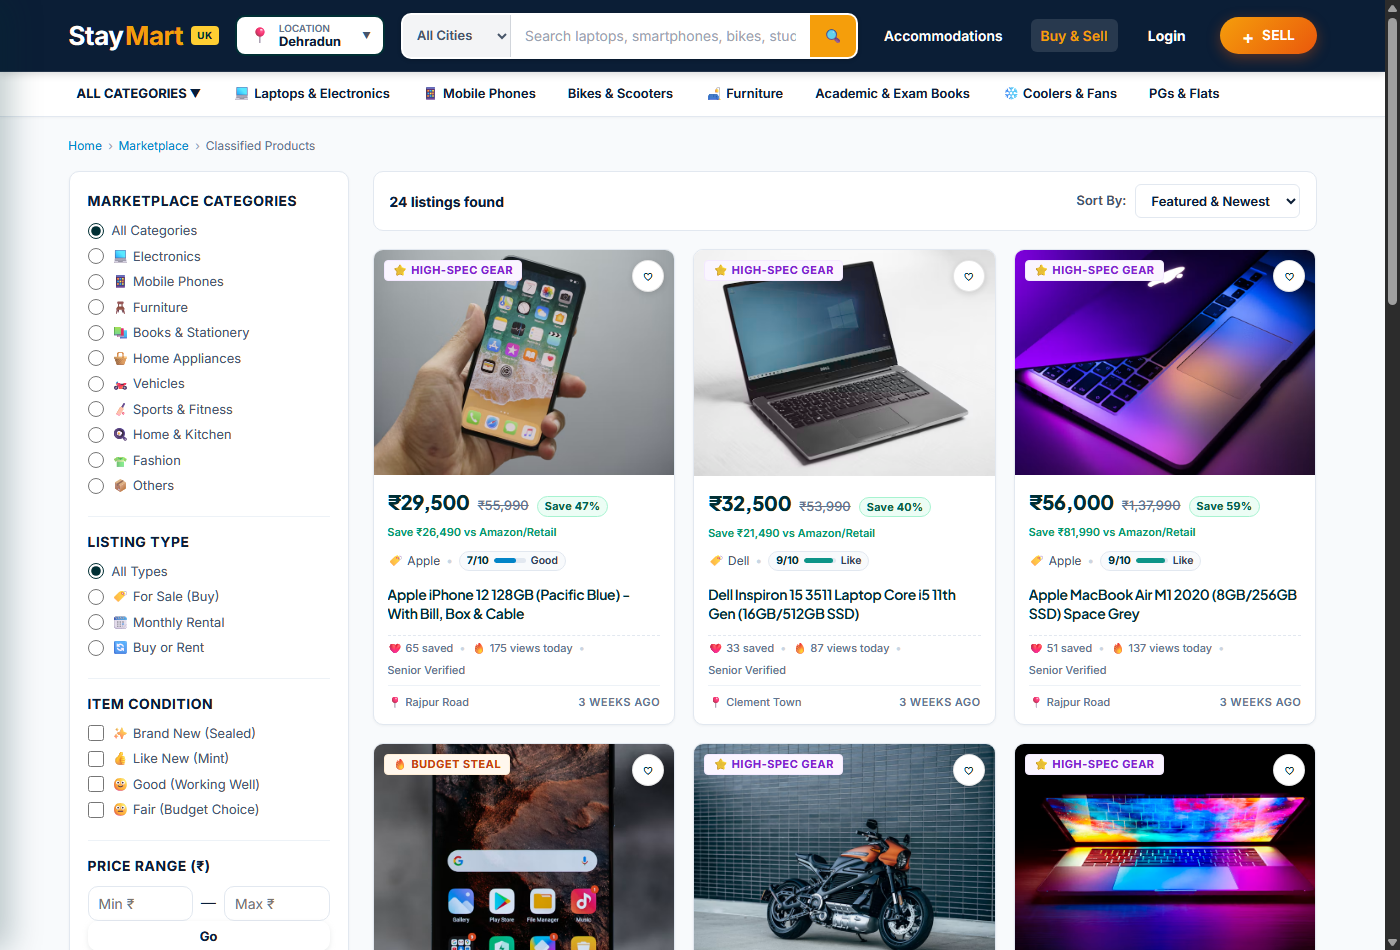 StayMart UK
LOCATION
Dehradun
All Cities
Search laptops, smartphones, bikes, stuc
Accommodations
Buy & Sell
Login
+ SELL
ALL CATEGORIES ▼
Laptops & Electronics
Mobile Phones
Bikes & Scooters
Furniture
Academic & Exam Books
Coolers & Fans
PGs & Flats
Home › Marketplace › Classified Products
MARKETPLACE CATEGORIES
All Categories
Electronics
Mobile Phones
Furniture
Books & Stationery
Home Appliances
Vehicles
Sports & Fitness
Home & Kitchen
Fashion
Others
LISTING TYPE
All Types
For Sale (Buy)
Monthly Rental
Buy or Rent
ITEM CONDITION
Brand New (Sealed)
Like New (Mint)
Good (Working Well)
Fair (Budget Choice)
PRICE RANGE (₹)
Min ₹ — Max ₹
Go
24 listings found
Sort By: Featured & Newest
HIGH-SPEC GEAR
₹29,500 ₹55,990 Save 47%
Save ₹26,490 vs Amazon/Retail
Apple • 7/10 Good
Apple iPhone 12 128GB (Pacific Blue) –
With Bill, Box & Cable
65 saved • 175 views today •
Senior Verified
Rajpur Road 3 WEEKS AGO
HIGH-SPEC GEAR
₹32,500 ₹53,990 Save 40%
Save ₹21,490 vs Amazon/Retail
Dell • 9/10 Like
Dell Inspiron 15 3511 Laptop Core i5 11th
Gen (16GB/512GB SSD)
33 saved • 87 views today •
Senior Verified
Clement Town 3 WEEKS AGO
HIGH-SPEC GEAR
₹56,000 ₹1,37,990 Save 59%
Save ₹81,990 vs Amazon/Retail
Apple • 9/10 Like
Apple MacBook Air M1 2020 (8GB/256GB
SSD) Space Grey
51 saved • 137 views today •
Senior Verified
Rajpur Road 3 WEEKS AGO
BUDGET STEAL
Gallery Play Store File Manager Music
HIGH-SPEC GEAR
HIGH-SPEC GEAR